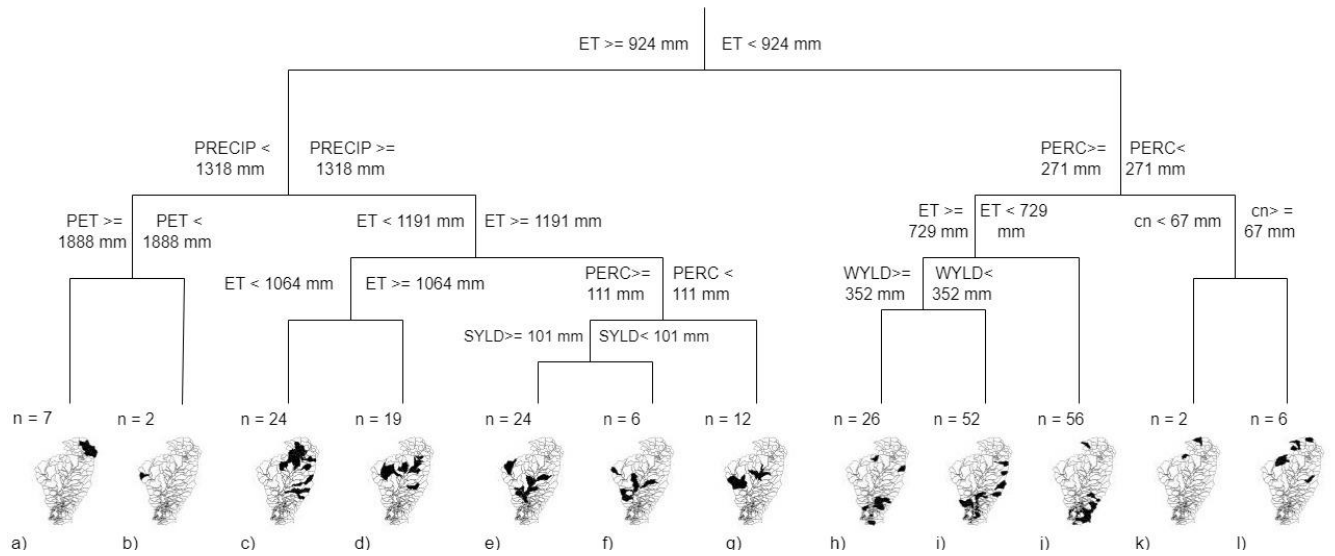 ET >= 924 mm
ET < 924 mm
PRECIP <
1318 mm
PRECIP >=
1318 mm
PERC>=
271 mm
PERC<
271 mm
PET >=
1888 mm
PET <
1888 mm
ET < 1191 mm
ET >= 1191 mm
ET >=
729 mm
ET < 729
mm
cn < 67 mm
cn> =
67 mm
ET < 1064 mm
ET >= 1064 mm
PERC>=
111 mm
PERC <
111 mm
WYLD>=
352 mm
WYLD<
352 mm
SYLD>= 101 mm
SYLD< 101 mm
n = 7
n = 2
n = 24
n = 19
n = 24
n = 6
n = 12
n = 26
n = 52
n = 56
n = 2
n = 6
a)
b)
c)
d)
e)
f)
g)
h)
i)
j)
k)
l)